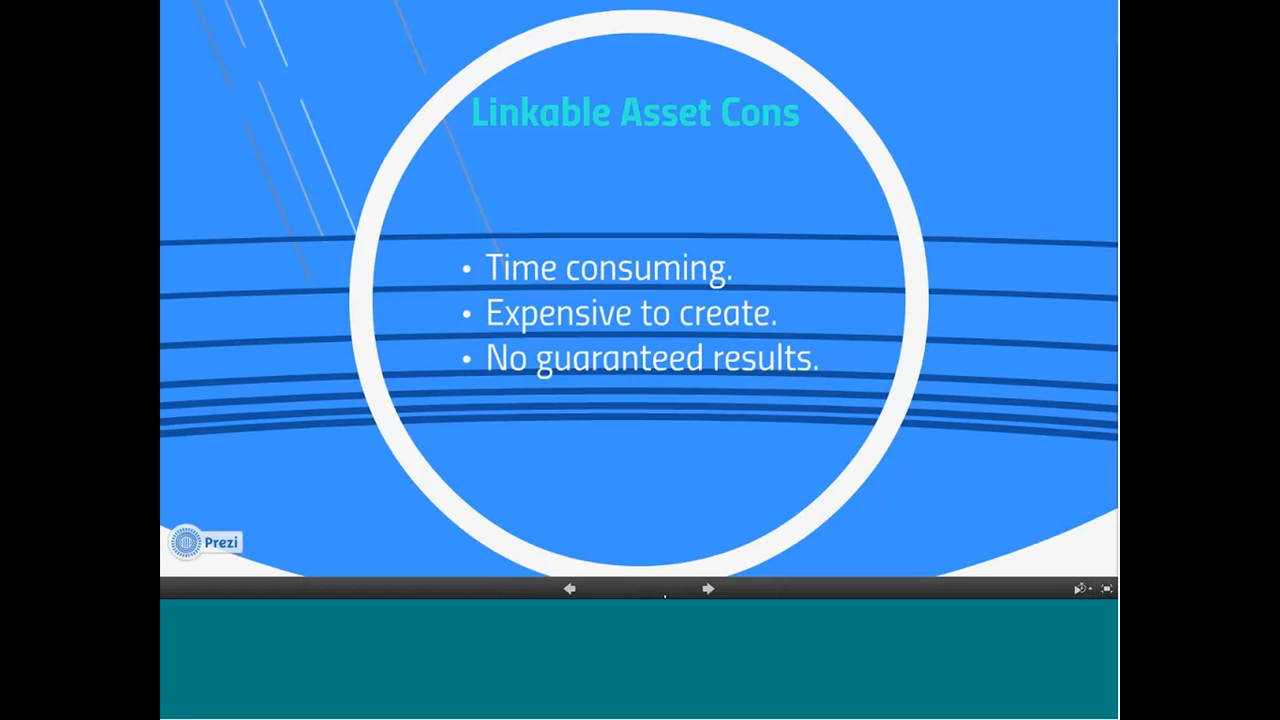 Linkable Asset Cons
• Time consuming.
• Expensive to create.
• No guaranteed results.
Prezi